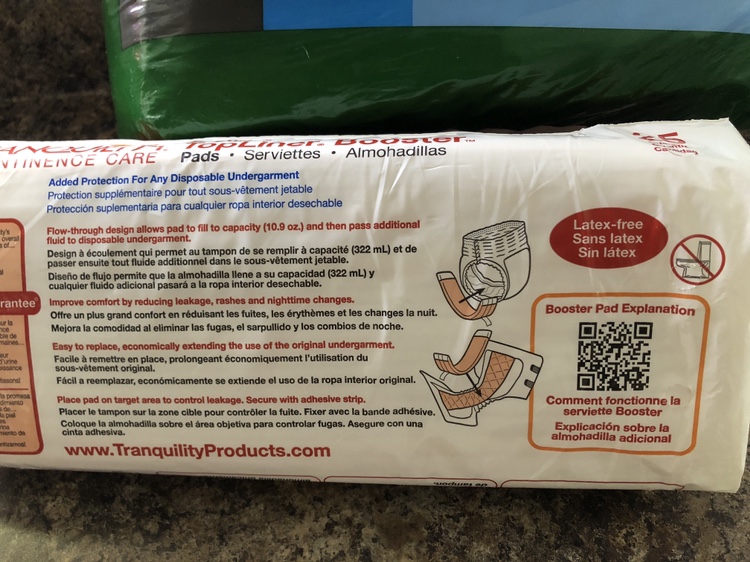 TopLiner® Booster™
CONTINENCE CARE Pads • Serviettes • Almohadillas
Added Protection For Any Disposable Undergarment
Protection supplémentaire pour tout sous-vêtement jetable
Protección suplementaria para cualquier ropa interior desechable
Flow-through design allows pad to fill to capacity (10.9 oz.) and then pass additional
fluid to disposable undergarment.
Design à écoulement qui permet au tampon de se remplir à capacité (322 mL) et de
passer ensuite tout fluide additionnel dans le sous-vêtement jetable.
Diseño de flujo permite que la almohadilla llene a su capacidad (322 mL) y
cualquier fluido adicional pasará a la ropa interior desechable.
Improve comfort by reducing leakage, rashes and nighttime changes.
Offre un plus grand confort en réduisant les fuites, les érythèmes et les changes la nuit.
Mejora la comodidad al eliminar las fugas, el sarpullido y los combios de noche.
Easy to replace, economically extending the use of the original undergarment.
Facile à remettre en place, prolongeant économiquement l'utilisation du
sous-vêtement original.
Fácil a reemplazar, económicamente se extiende el uso de la ropa interior original.
Place pad on target area to control leakage. Secure with adhesive strip.
Placer le tampon sur la zone cible pour contrôler la fuite. Fixer avec la bande adhésive.
Coloque la almohadilla sobre el área objetiva para controlar fugas. Asegure con una
cinta adhesiva.
www.TranquilityProducts.com
Latex-free
Sans latex
Sin látex
Booster Pad Explanation
Comment fonctionne la
serviette Booster
Explicación sobre la
almohadilla adicional
de tampon.